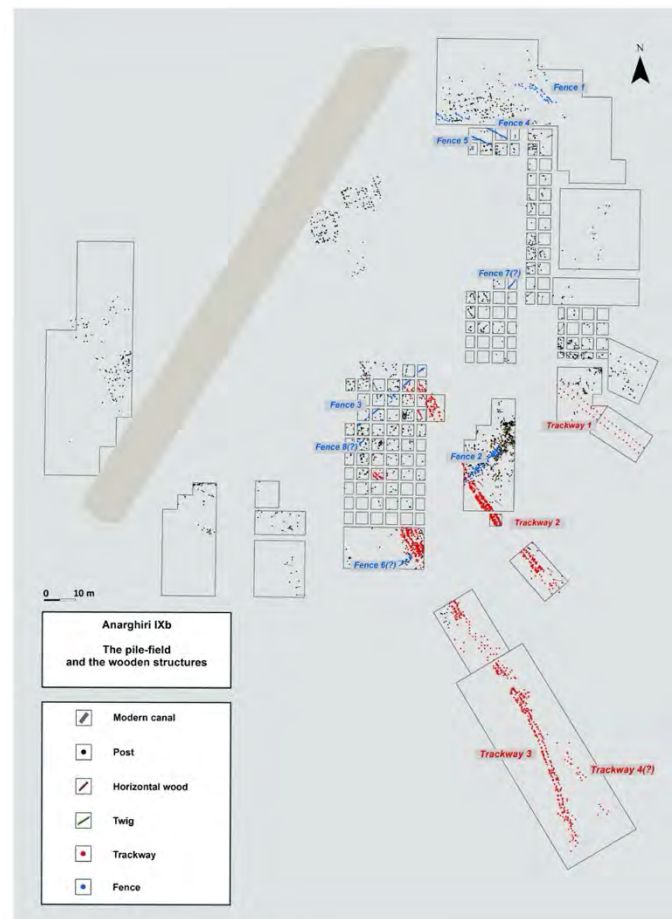 N
Fence 1
Fence 4
Fence 5
Fence 7(?)
Fence 3
Trackway 1
Fence 8(?)
Fence 2
Trackway 2
Fence 6(?)
0 10 m
Anarghiri IXb
The pile-field
and the wooden structures
Modern canal
Post
Horizontal wood
Twig
Trackway
Fence
Trackway 3
Trackway 4(?)